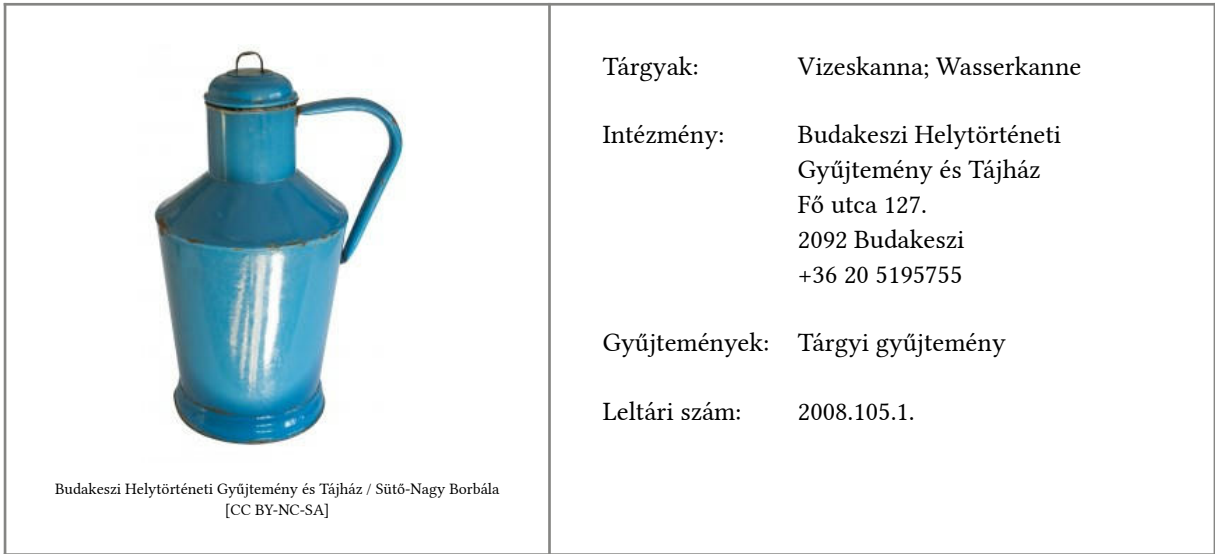 Budakeszi Helytörténeti Gyűjtemény és Tájház / Sütő-Nagy Borbála
[CC BY-NC-SA]
Tárgyak: Vizeskanna; Wasserkanne
Intézmény: Budakeszi Helytörténeti
Gyűjtemény és Tájház
Fő utca 127.
2092 Budakeszi
+36 20 5195755
Gyűjtemények: Tárgyi gyűjtemény
Leltári szám: 2008.105.1.